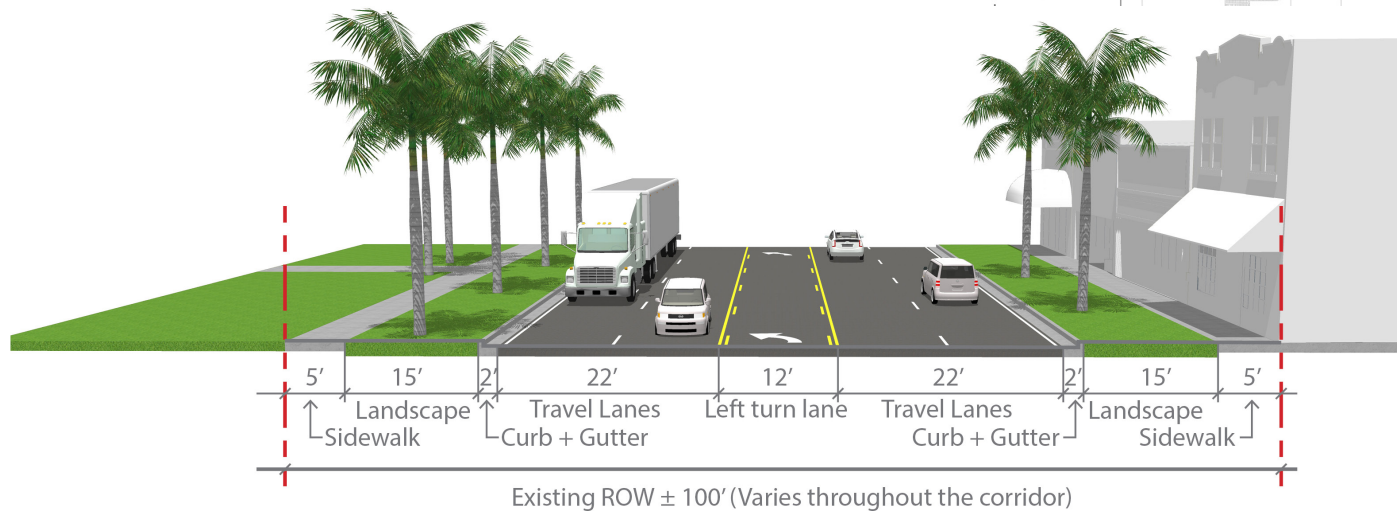 5’ 15’ 2’ 22’ 12’ 22’ 2’ 15’ 5’
Landscape Travel Lanes Left turn lane Travel Lanes Landscape
Sidewalk Curb + Gutter Curb + Gutter Sidewalk
Existing ROW ± 100’ (Varies throughout the corridor)